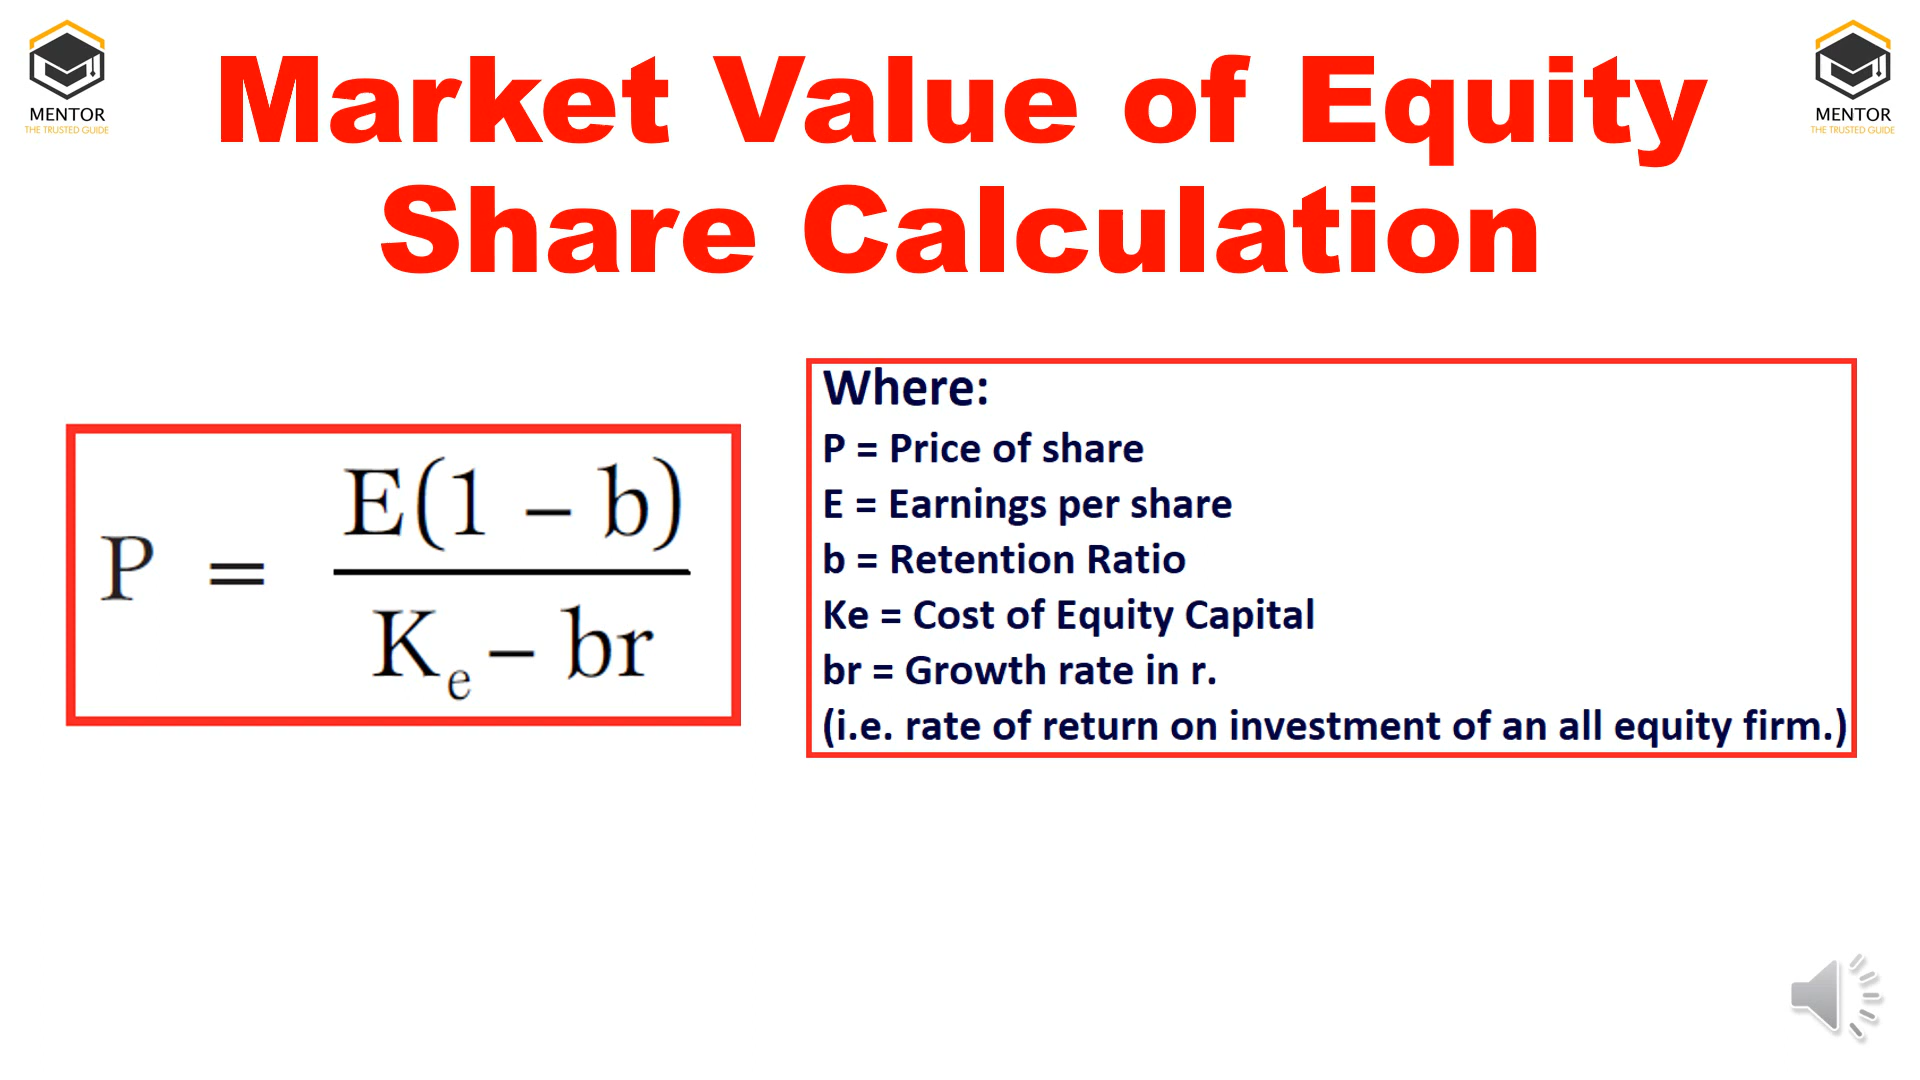 MENTOR
THE TRUSTED GUIDE
Market Value of Equity
Share Calculation
MENTOR
THE TRUSTED GUIDE
P = E(1 – b)
Ke – br
Where:
P = Price of share
E = Earnings per share
b = Retention Ratio
Ke = Cost of Equity Capital
br = Growth rate in r.
(i.e. rate of return on investment of an all equity firm.)